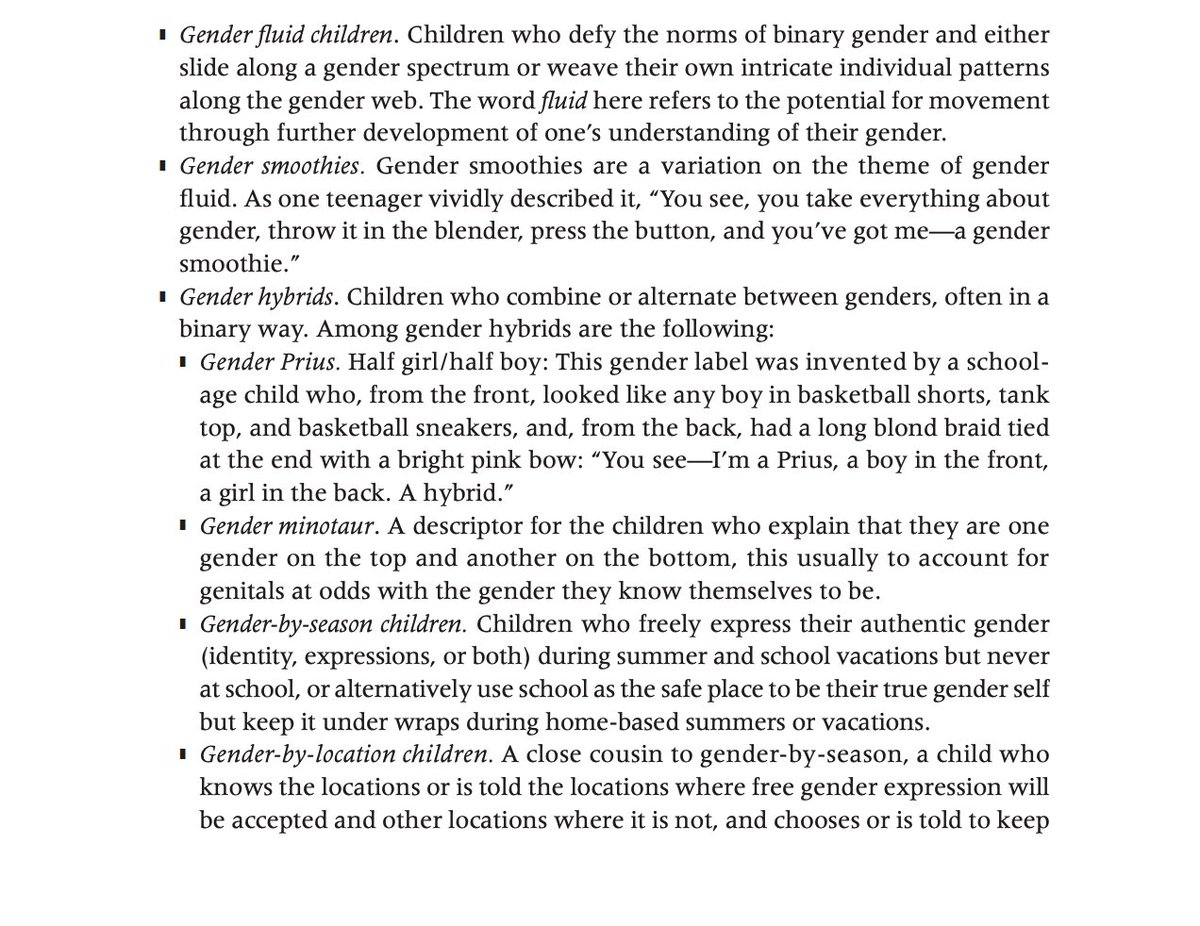 ▮ Gender fluid children. Children who defy the norms of binary gender and either
slide along a gender spectrum or weave their own intricate individual patterns
along the gender web. The word fluid here refers to the potential for movement
through further development of one’s understanding of their gender.
▮ Gender smoothies. Gender smoothies are a variation on the theme of gender
fluid. As one teenager vividly described it, “You see, you take everything about
gender, throw it in the blender, press the button, and you’ve got me—a gender
smoothie.”
▮ Gender hybrids. Children who combine or alternate between genders, often in a
binary way. Among gender hybrids are the following:
▮ Gender Prius. Half girl/half boy: This gender label was invented by a school-
age child who, from the front, looked like any boy in basketball shorts, tank
top, and basketball sneakers, and, from the back, had a long blond braid tied
at the end with a bright pink bow: “You see—I’m a Prius, a boy in the front,
a girl in the back. A hybrid.”
▮ Gender minotaur. A descriptor for the children who explain that they are one
gender on the top and another on the bottom, this usually to account for
genitals at odds with the gender they know themselves to be.
▮ Gender-by-season children. Children who freely express their authentic gender
(identity, expressions, or both) during summer and school vacations but never
at school, or alternatively use school as the safe place to be their true gender self
but keep it under wraps during home-based summers or vacations.
▮ Gender-by-location children. A close cousin to gender-by-season, a child who
knows the locations or is told the locations where free gender expression will
be accepted and other locations where it is not, and chooses or is told to keep